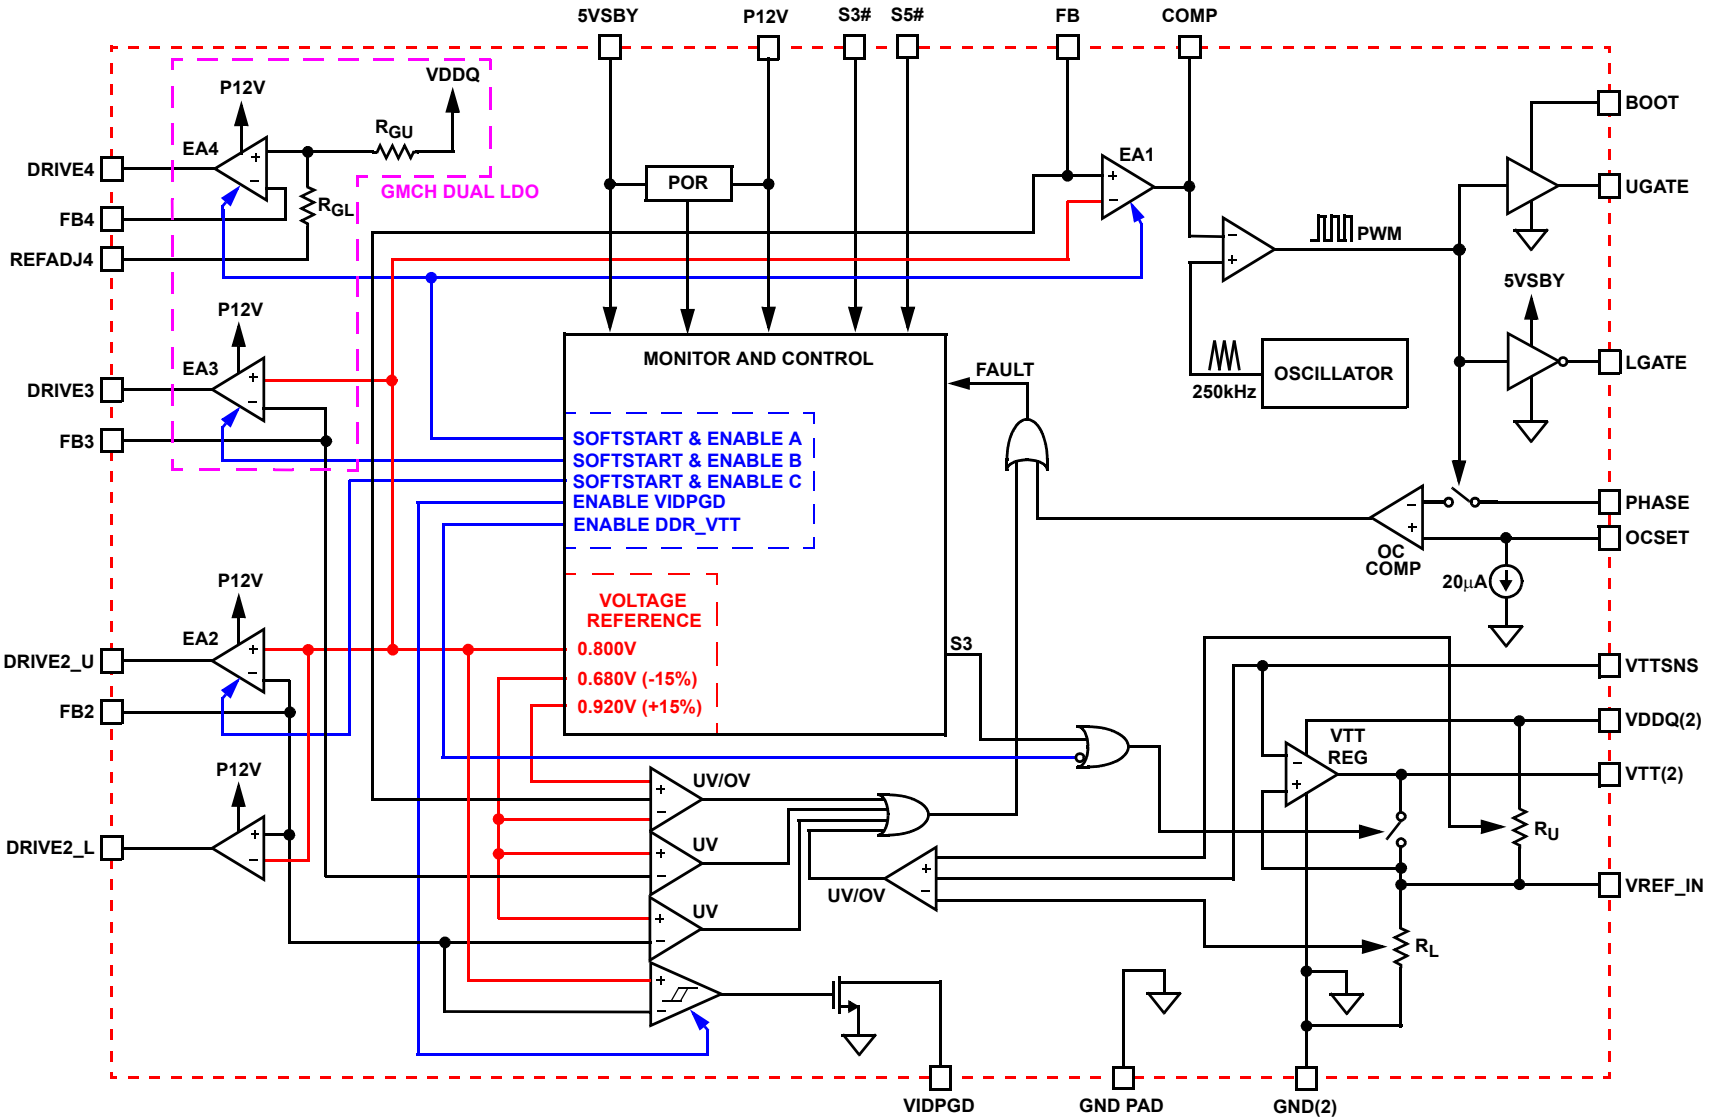 5VSBY
P12V
S3#
S5#
FB
COMP
P12V
VDDQ
BOOT
RGU
EA4
EA1
DRIVE4
+
−
POR
+
−
UGATE
GMCH DUAL LDO
RGL
FB4
PWM
−
+
REFADJ4
5VSBY
P12V
MONITOR AND CONTROL
FAULT
EA3
+
−
LGATE
OSCILLATOR
250kHz
DRIVE3
FB3
SOFTSTART & ENABLE A
SOFTSTART & ENABLE B
SOFTSTART & ENABLE C
ENABLE VIDPGD
ENABLE DDR_VTT
PHASE
−
+
OCSET
OC
COMP
20µA
P12V
VOLTAGE
REFERENCE
EA2
+
−
0.800V
S3
DRIVE2_U
VTTSNS
0.680V (-15%)
0.920V (+15%)
FB2
VDDQ(2)
VTT
REG
−
+
P12V
UV/OV
VTT(2)
+
−
RU
DRIVE2_L
+
−
UV
+
−
+
−
−
UV/OV
VREF_IN
UV
+
−
RL
+
−
VIDPGD
GND PAD
GND(2)